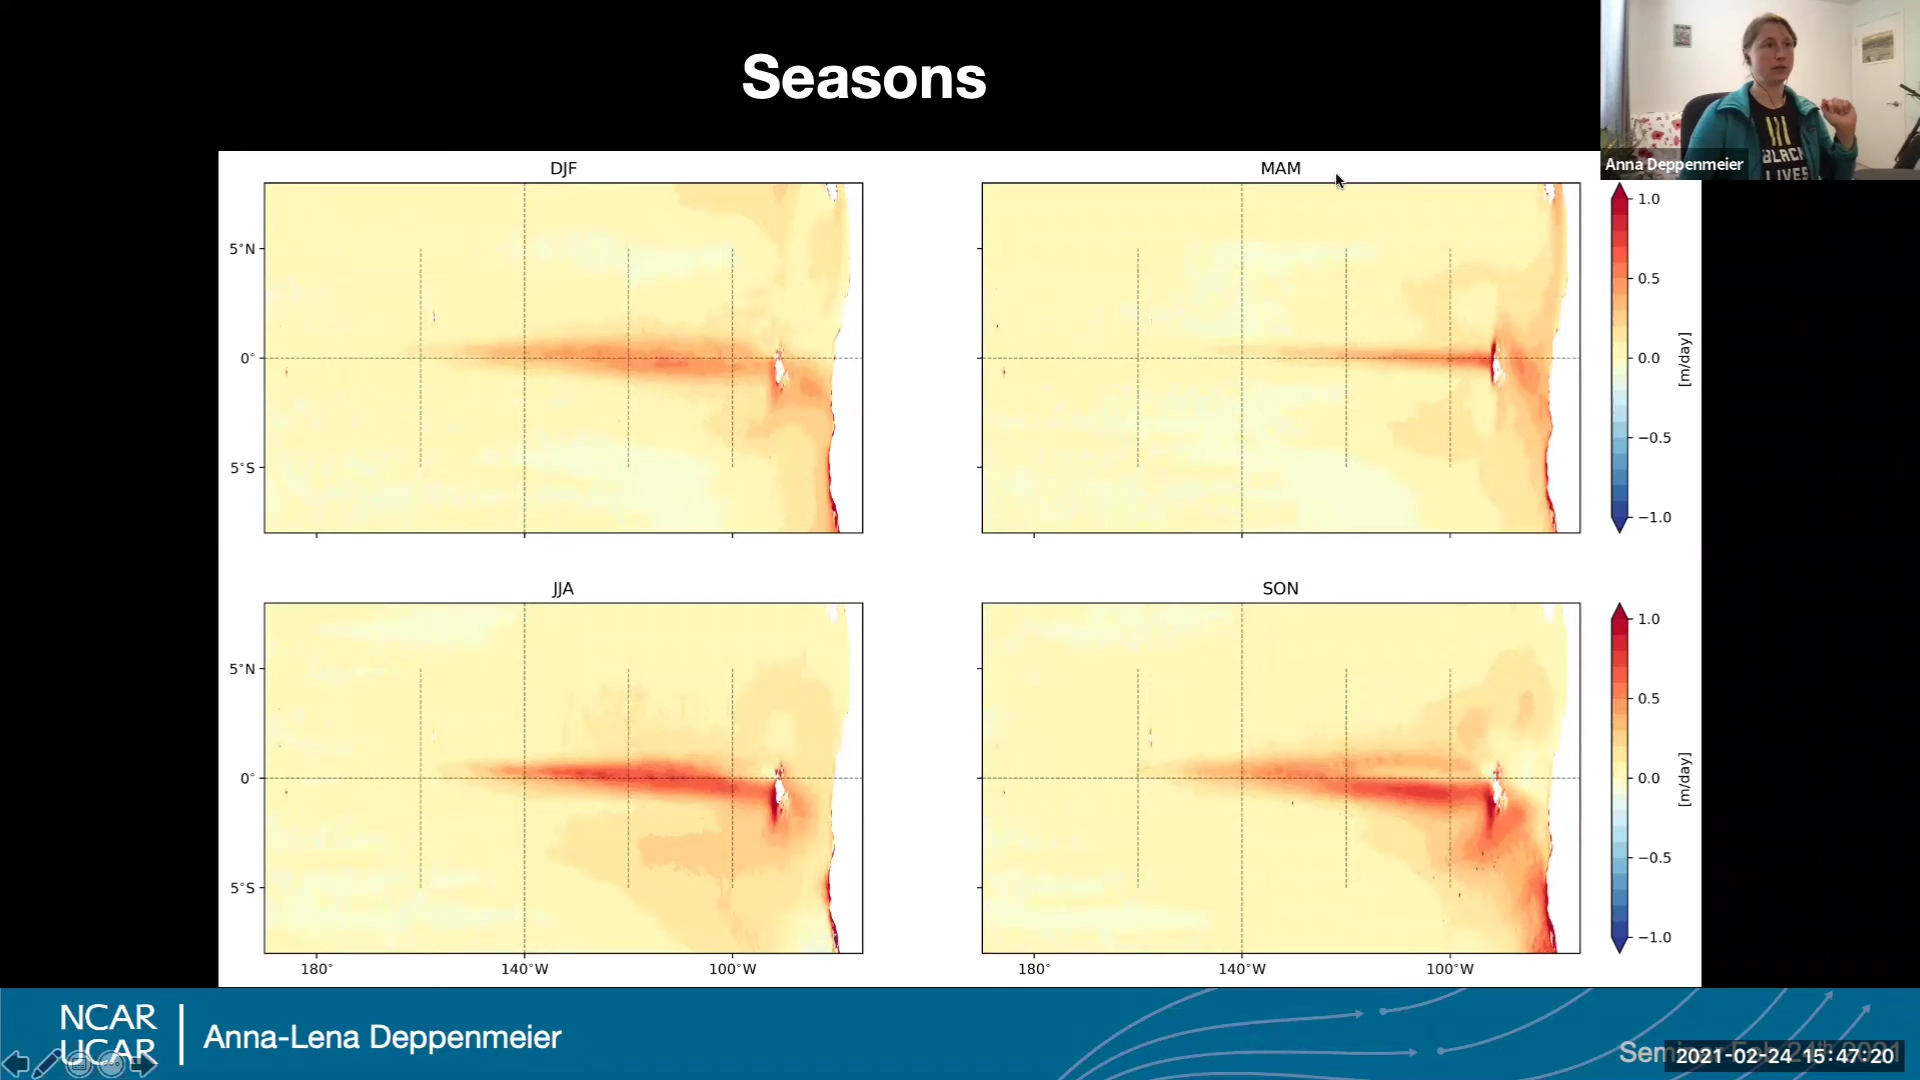 Seasons
Anna Deppenmeier
BLACK
LIVES
DJF
MAM
5°N
0°
5°S
1.0
0.5
0.0
−0.5
−1.0
[m/day]
JJA
SON
5°N
0°
5°S
180°
140°W
100°W
180°
140°W
100°W
1.0
0.5
0.0
−0.5
−1.0
[m/day]
NCAR
UCAR
Anna-Lena Deppenmeier
2021-02-24 15:47:20